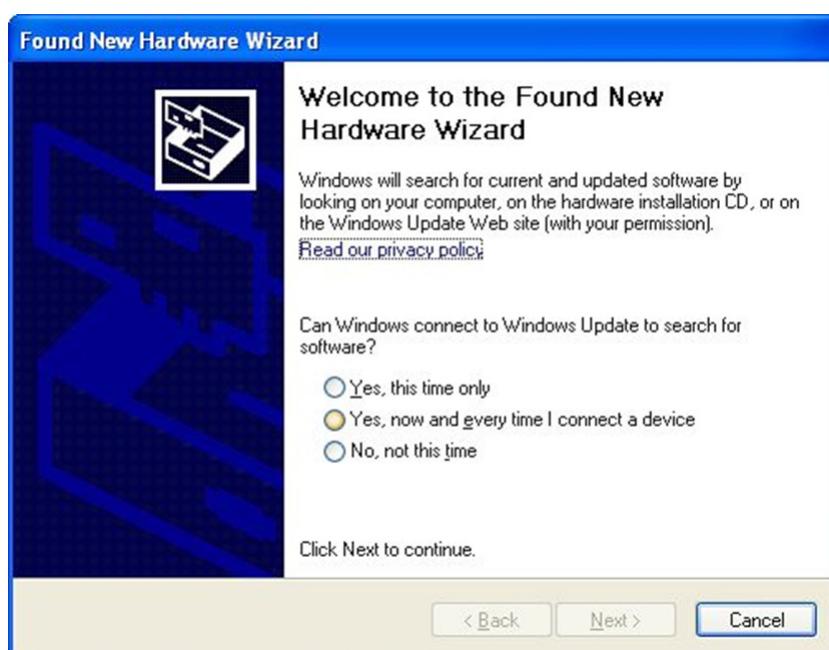 Found New Hardware Wizard
Welcome to the Found New
Hardware Wizard
Windows will search for current and updated software by
looking on your computer, on the hardware installation CD, or on
the Windows Update Web site (with your permission).
Read our privacy policy
Can Windows connect to Windows Update to search for
software?
Yes, this time only
Yes, now and every time I connect a device
No, not this time
Click Next to continue.
< Back Next > Cancel